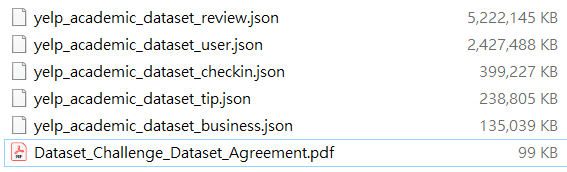 yelp_academic_dataset_review.json 5,222,145 KB
yelp_academic_dataset_user.json 2,427,488 KB
yelp_academic_dataset_checkin.json 399,227 KB
yelp_academic_dataset_tip.json 238,805 KB
yelp_academic_dataset_business.json 135,039 KB
PDF Dataset_Challenge_Dataset_Agreement.pdf 99 KB